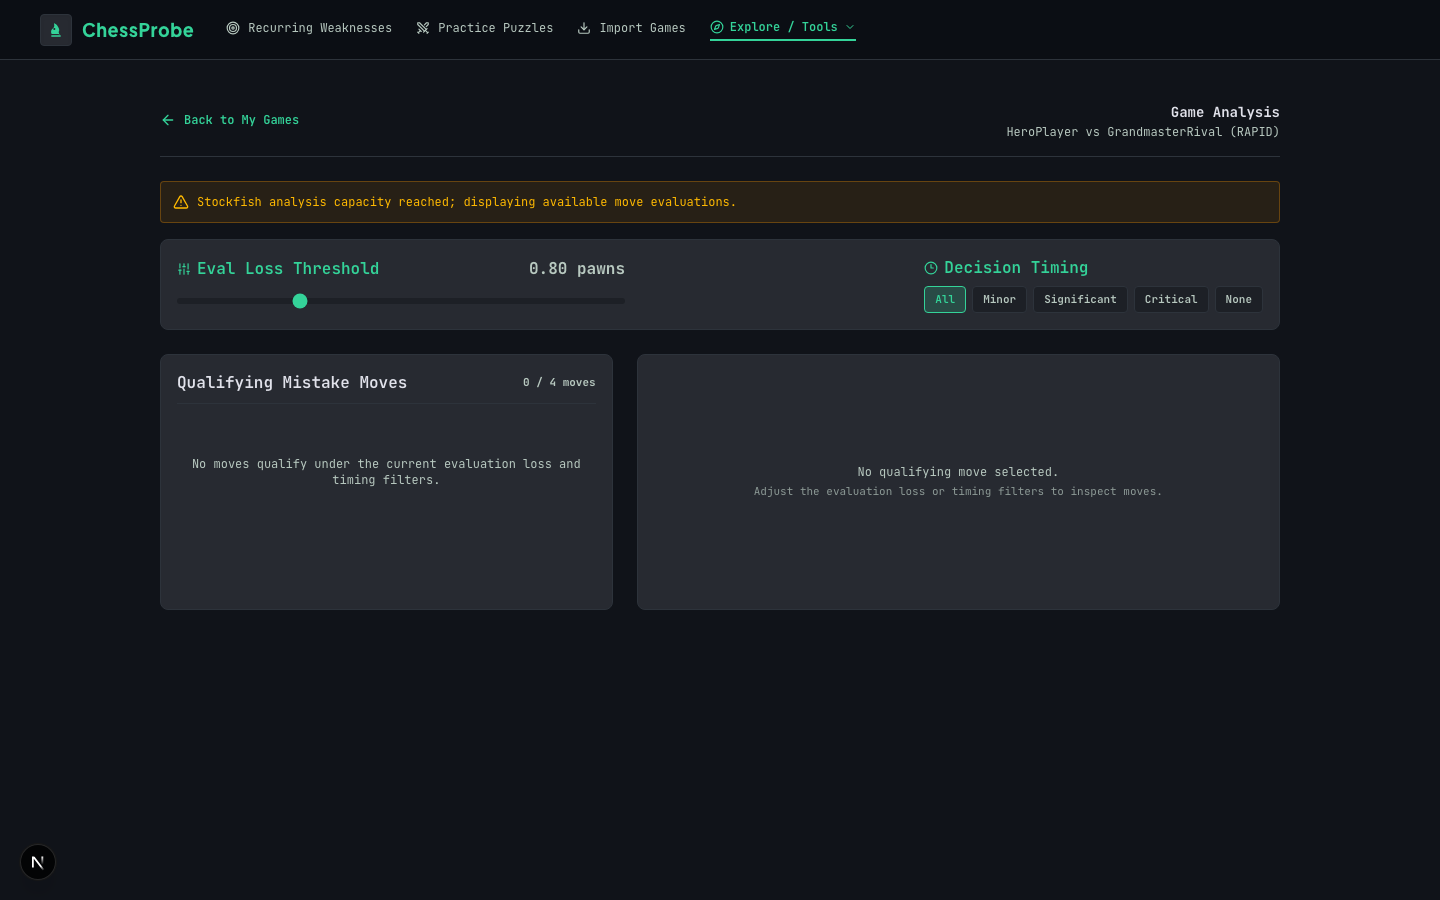 ChessProbe
Recurring Weaknesses
Practice Puzzles
Import Games
Explore / Tools
Back to My Games
Game Analysis
HeroPlayer vs GrandmasterRival (RAPID)
Stockfish analysis capacity reached; displaying available move evaluations.
Eval Loss Threshold
0.80 pawns
Decision Timing
All
Minor
Significant
Critical
None
Qualifying Mistake Moves
0 / 4 moves
No moves qualify under the current evaluation loss and
timing filters.
No qualifying move selected.
Adjust the evaluation loss or timing filters to inspect moves.
N